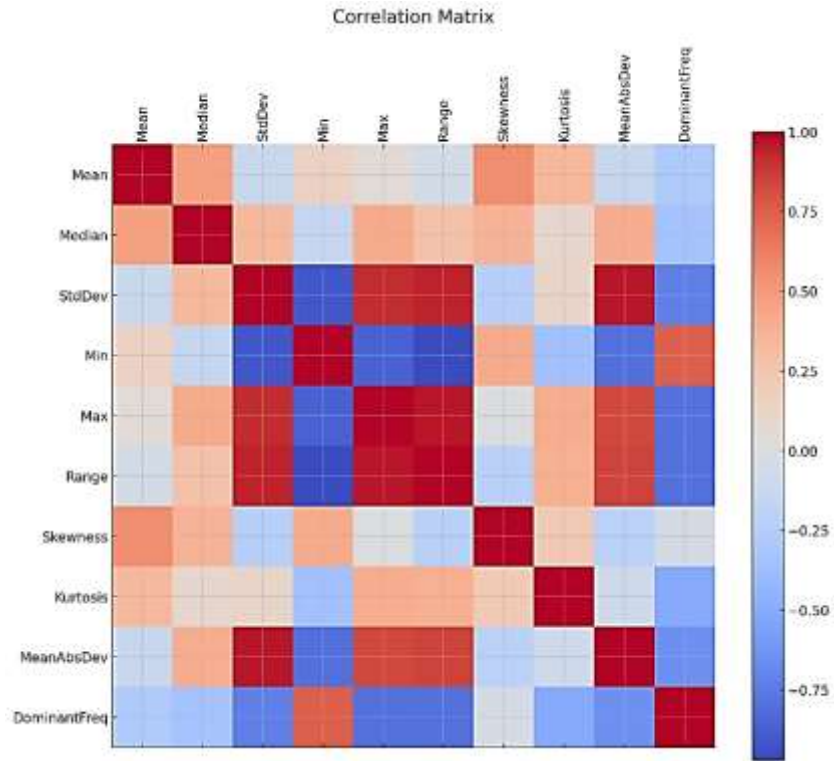 Correlation Matrix
Mean
Median
StdDev
Min
Max
Range
Skewness
Kurtosis
MeanAbsDev
DominantFreq
Mean
Median
StdDev
Min
Max
Range
Skewness
Kurtosis
MeanAbsDev
DominantFreq
1.00
0.75
0.50
0.25
0.00
−0.25
−0.50
−0.75